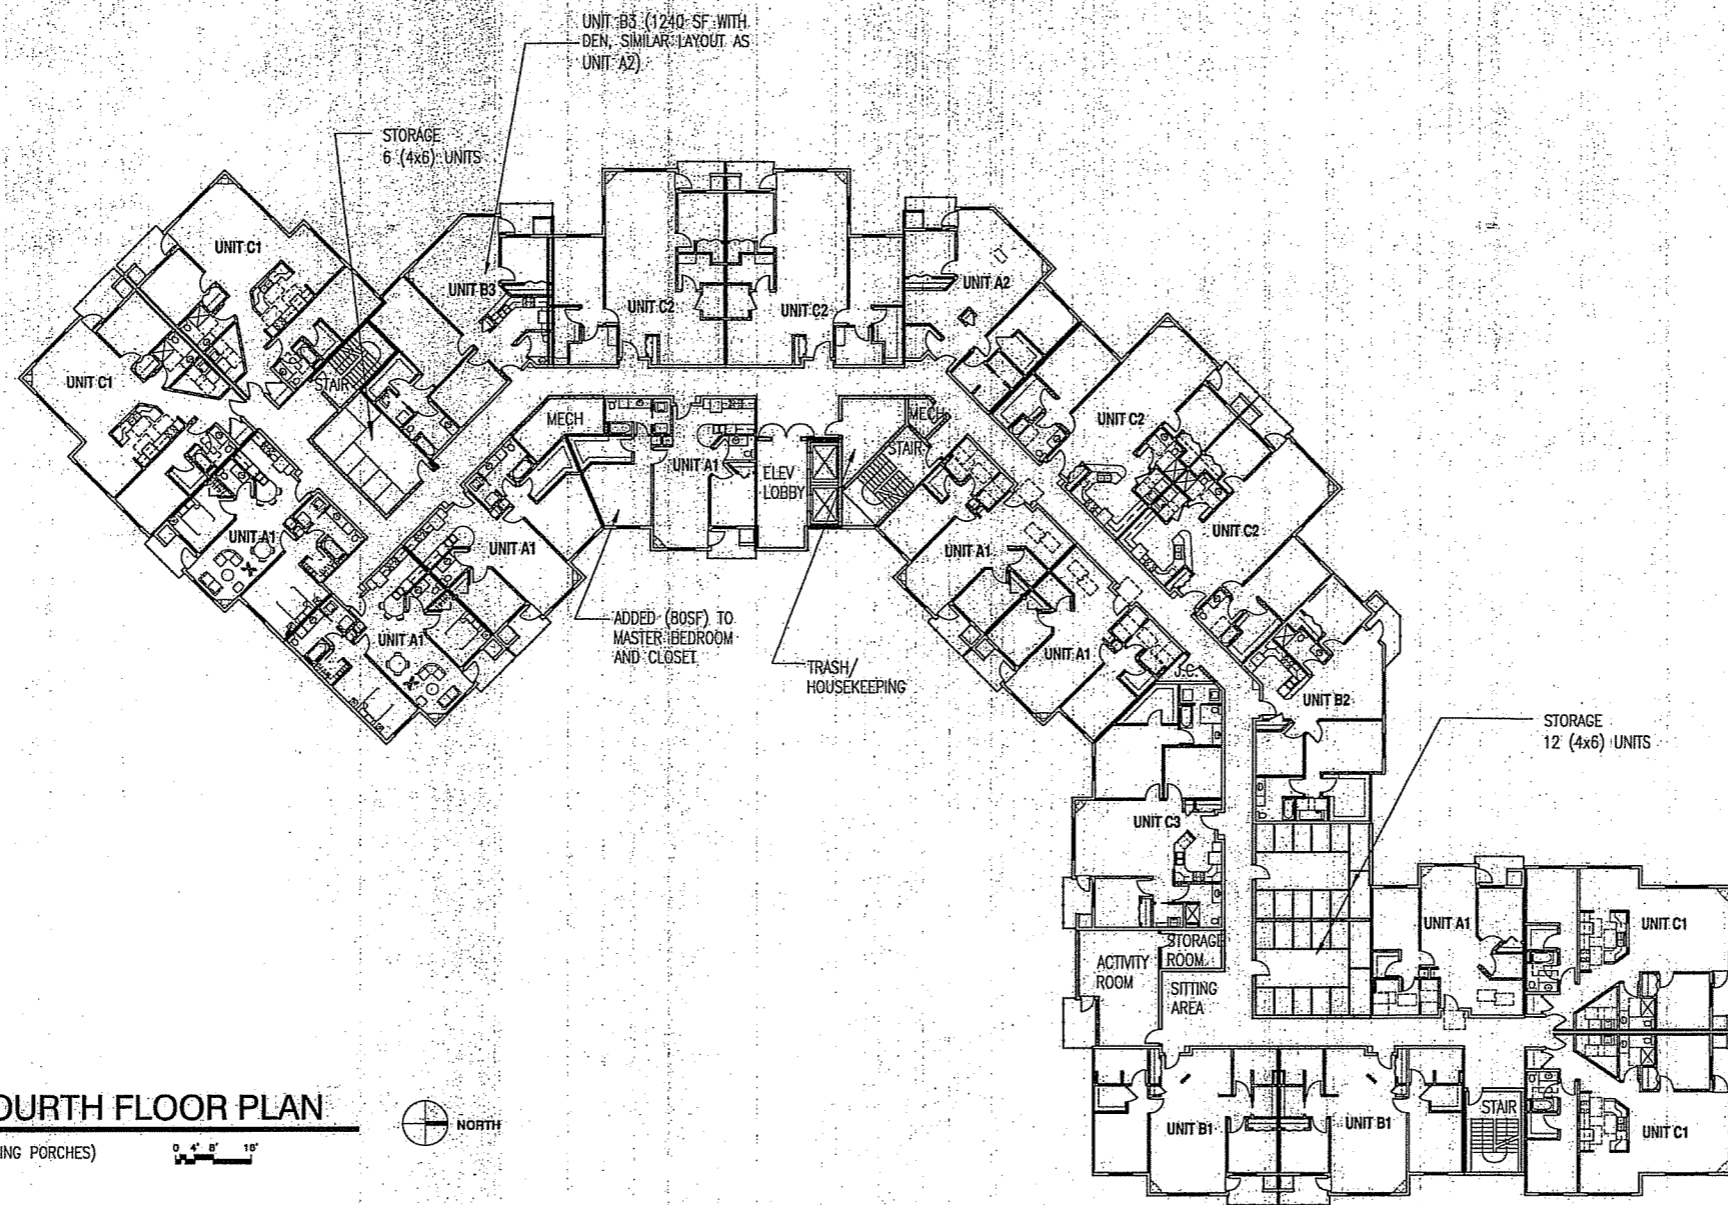 UNIT B3 (1240 SF WITH
DEN, SIMILAR LAYOUT AS
UNIT A2)
STORAGE
6 (4x6) UNITS
UNIT C1
UNIT B3
UNIT C2
UNIT C2
UNIT A2
UNIT C1
STAIR
MECH
MECH
STAIR
UNIT C2
UNIT A1
ELEV
LOBBY
UNIT C2
UNIT A1
UNIT A1
UNIT A1
UNIT A1
ADDED (80SF) TO
MASTER BEDROOM
AND CLOSET
TRASH/
HOUSEKEEPING
UNIT A1
J.C.
UNIT B2
STORAGE
12 (4x6) UNITS
UNIT C3
UNIT A1
UNIT C1
STORAGE
ROOM
ACTIVITY
ROOM
SITTING
AREA
OURTH FLOOR PLAN
ING PORCHES)
0 4' 8' 16'
NORTH
UNIT B1
UNIT B1
STAIR
UNIT C1